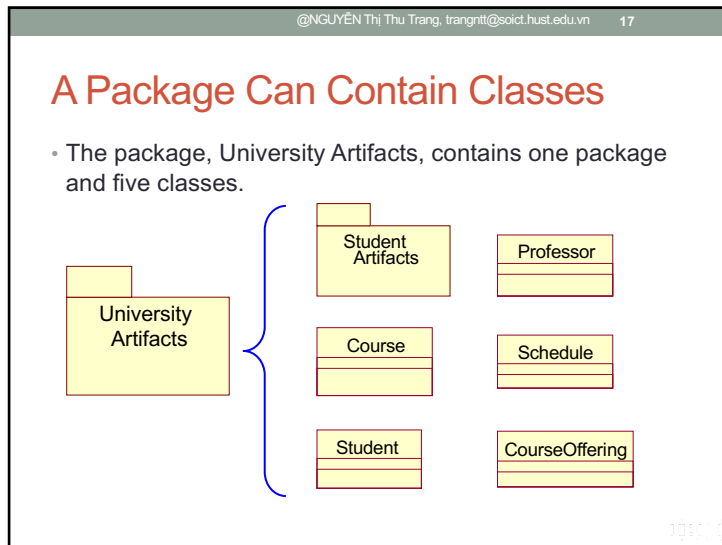 @NGUYỄN Thị Thu Trang, trangntt@soict.hust.edu.vn 17
A Package Can Contain Classes
• The package, University Artifacts, contains one package
and five classes.
University
Artifacts
Student
Artifacts
Professor
Course
Schedule
Student
CourseOffering